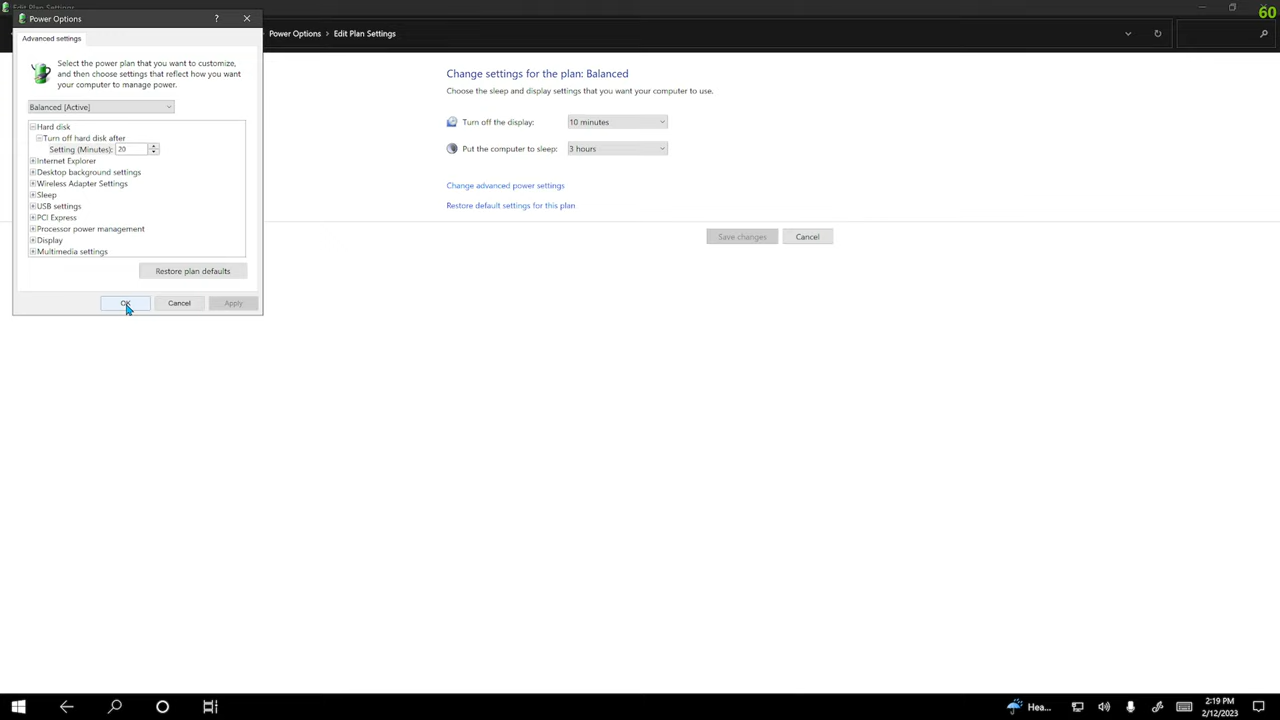 Edit Plan Settings
60
Power Options
?
Power Options
Edit Plan Settings
Advanced settings
Select the power plan that you want to customize,
and then choose settings that reflect how you want
your computer to manage power.
Balanced [Active]
Hard disk
Turn off hard disk after
Setting (Minutes): 20
Internet Explorer
Desktop background settings
Wireless Adapter Settings
Sleep
USB settings
PCI Express
Processor power management
Display
Multimedia settings
Restore plan defaults
OK
Cancel
Apply
Change settings for the plan: Balanced
Choose the sleep and display settings that you want your computer to use.
Turn off the display: 10 minutes
Put the computer to sleep: 3 hours
Change advanced power settings
Restore default settings for this plan
Save changes
Cancel
Hea...
2:19 PM
2/12/2023